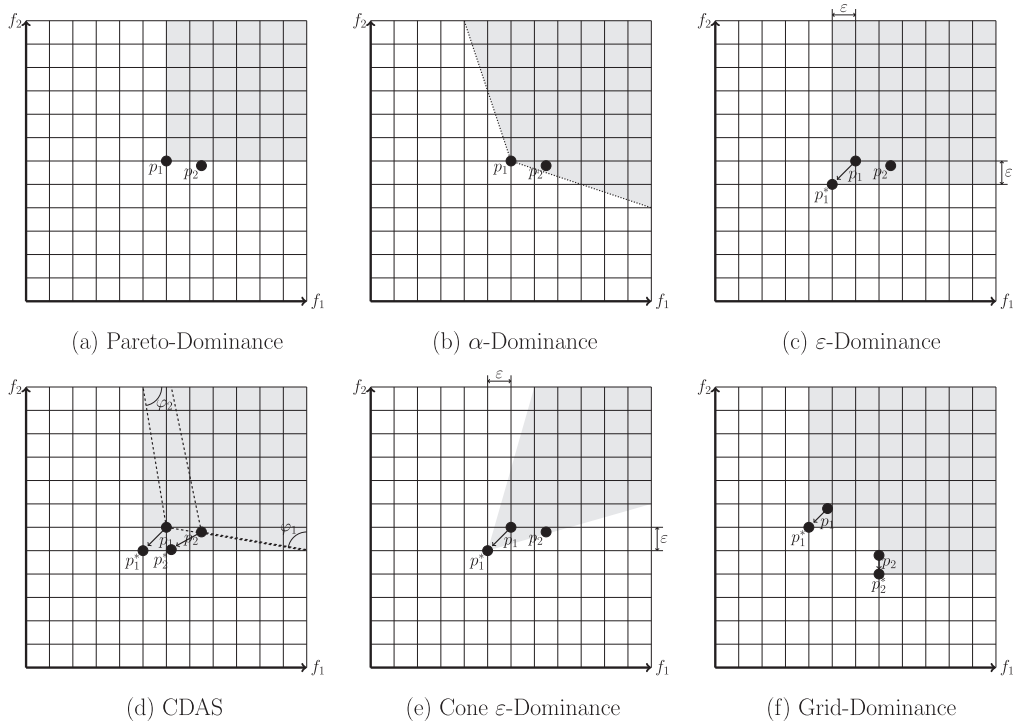 f₂
p₁
p₂
f₁
(a) Pareto-Dominance
f₂
p₁
p₂
f₁
(b) α-Dominance
ε
f₂
ε
p₁
p₂
p₁*
f₁
(c) ε-Dominance
f₂
φ₂
φ₁
p₁
p₂
p₁*
p₂*
f₁
(d) CDAS
ε
f₂
ε
p₁
p₂
p₁*
f₁
(e) Cone ε-Dominance
f₂
p₁
p₁*
p₂
p₂*
f₁
(f) Grid-Dominance